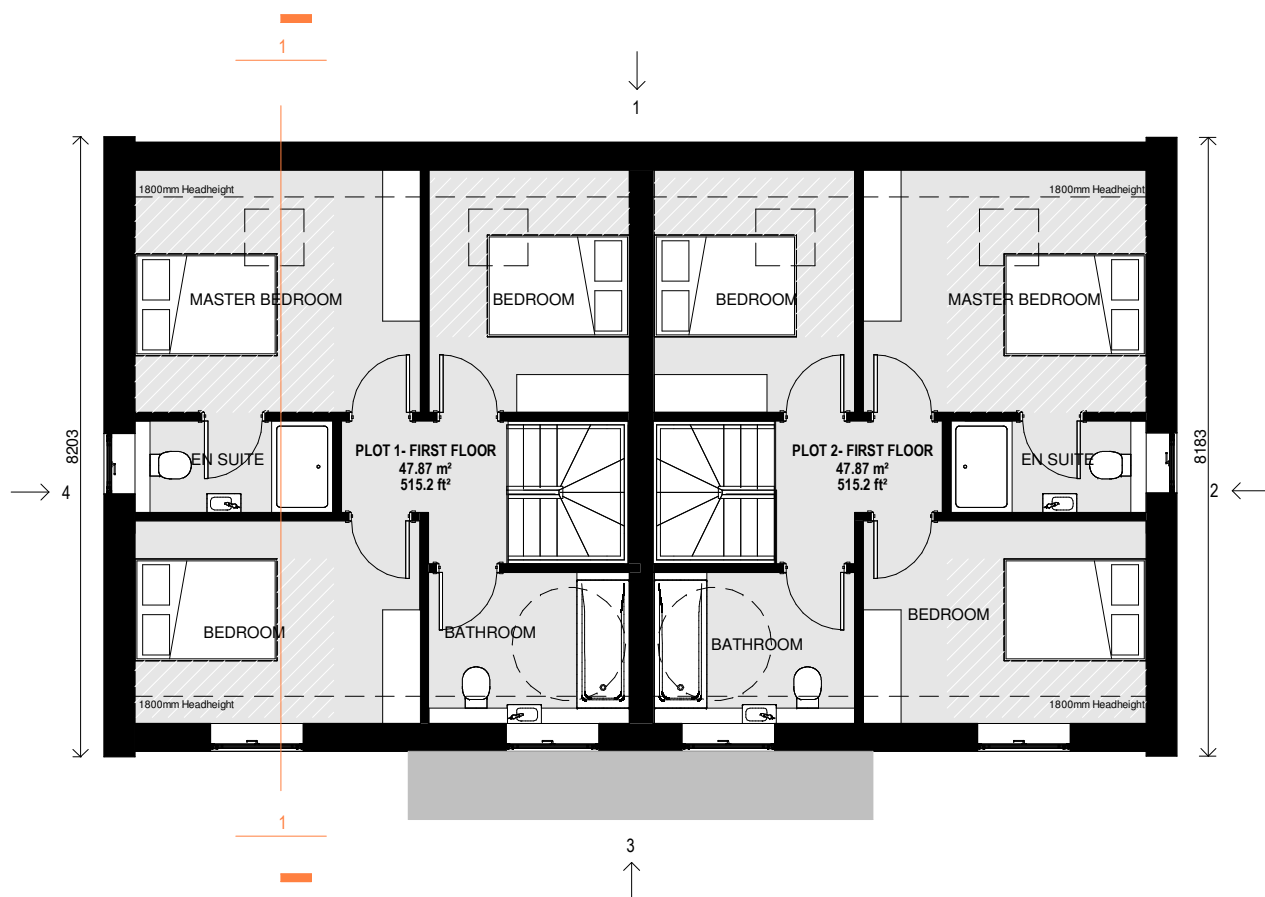 1
1
1800mm Headheight
1800mm Headheight
MASTER BEDROOM
BEDROOM
BEDROOM
MASTER BEDROOM
8203
8183
EN SUITE
PLOT 1- FIRST FLOOR
47.87 m²
515.2 ft²
PLOT 2- FIRST FLOOR
47.87 m²
515.2 ft²
EN SUITE
4
2
BEDROOM
BATHROOM
BATHROOM
BEDROOM
1800mm Headheight
1800mm Headheight
1
3